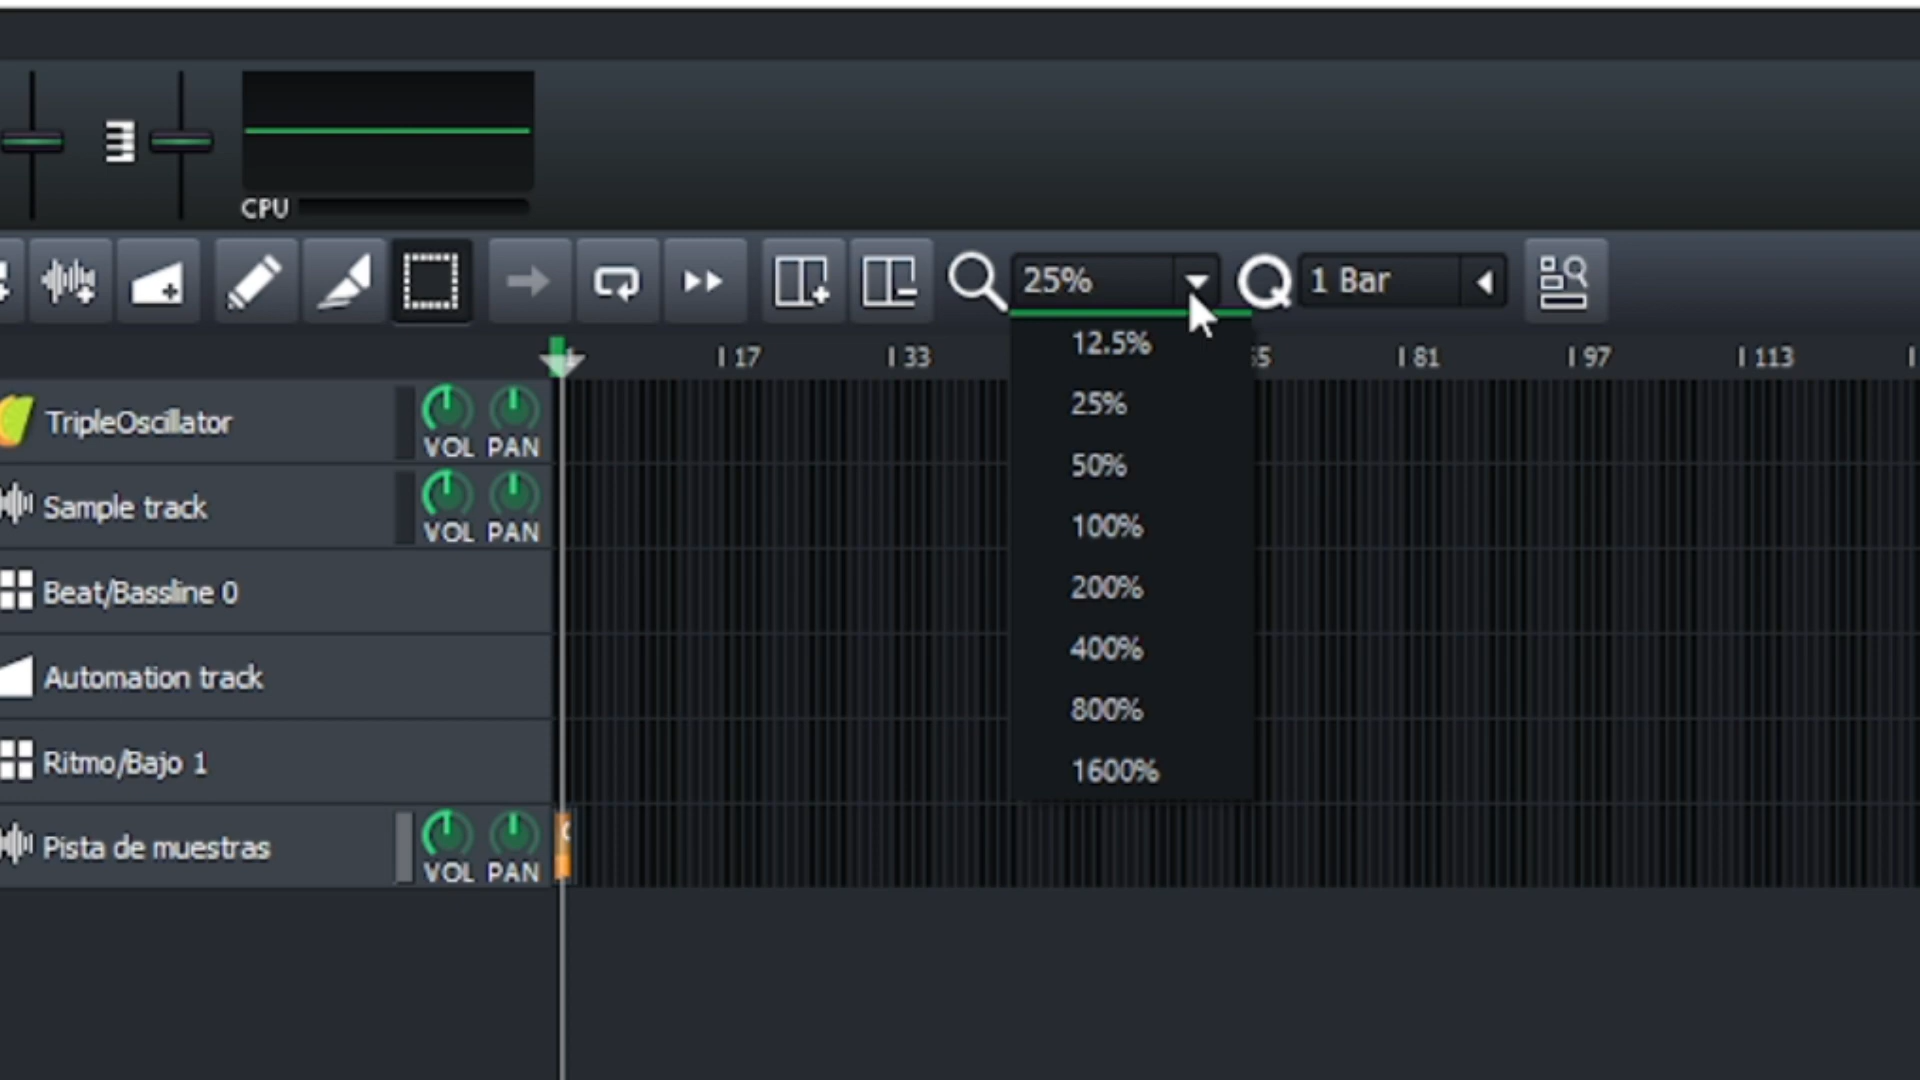 CPU
25%
1 Bar
17 33 81 97 113
12.5%
25%
50%
100%
200%
400%
800%
1600%
TripleOscillator
VOL PAN
Sample track
VOL PAN
Beat/Bassline 0
Automation track
Ritmo/Bajo 1
Pista de muestras
VOL PAN